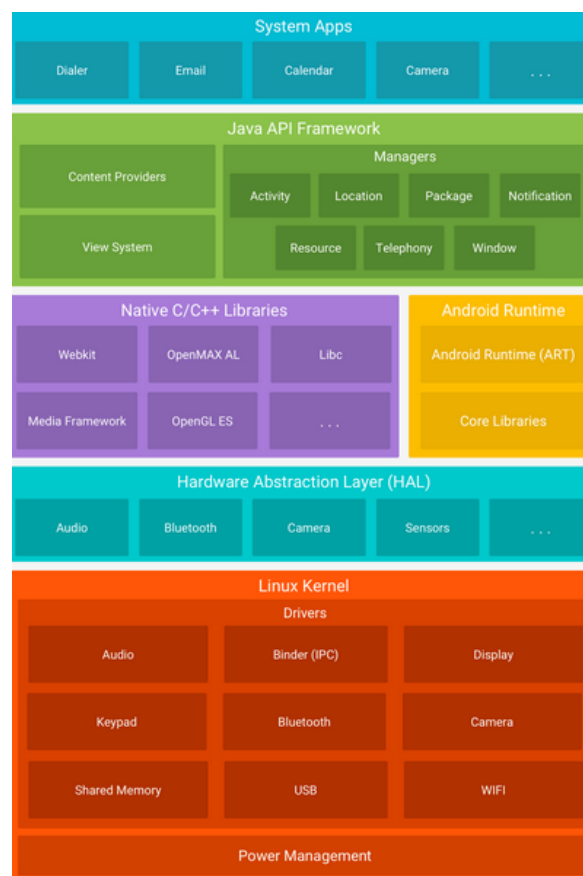 System Apps
Dialer Email Calendar Camera . . .
Java API Framework
Content Providers
View System
Managers
Activity Location Package Notification
Resource Telephony Window
Native C/C++ Libraries
Webkit OpenMAX AL Libc
Media Framework OpenGL ES . . .
Android Runtime
Android Runtime (ART)
Core Libraries
Hardware Abstraction Layer (HAL)
Audio Bluetooth Camera Sensors . . .
Linux Kernel
Drivers
Audio Binder (IPC) Display
Keypad Bluetooth Camera
Shared Memory USB WIFI
Power Management